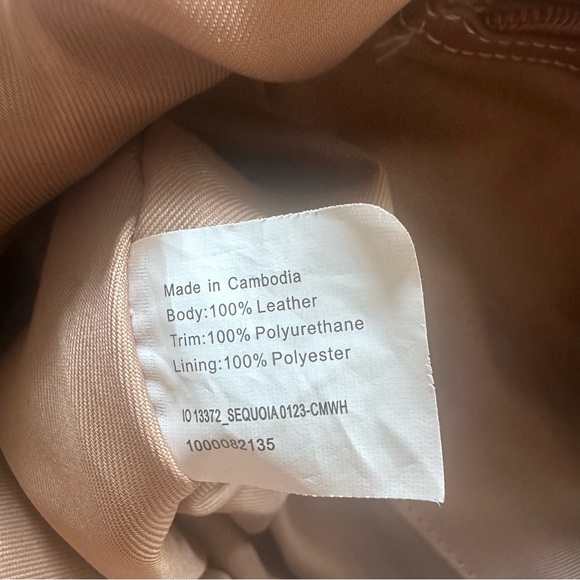 Made in Cambodia
Body:100% Leather
Trim:100% Polyurethane
Lining:100% Polyester
IO 13372_SEQUOIA 0123-CMWH
1000082135